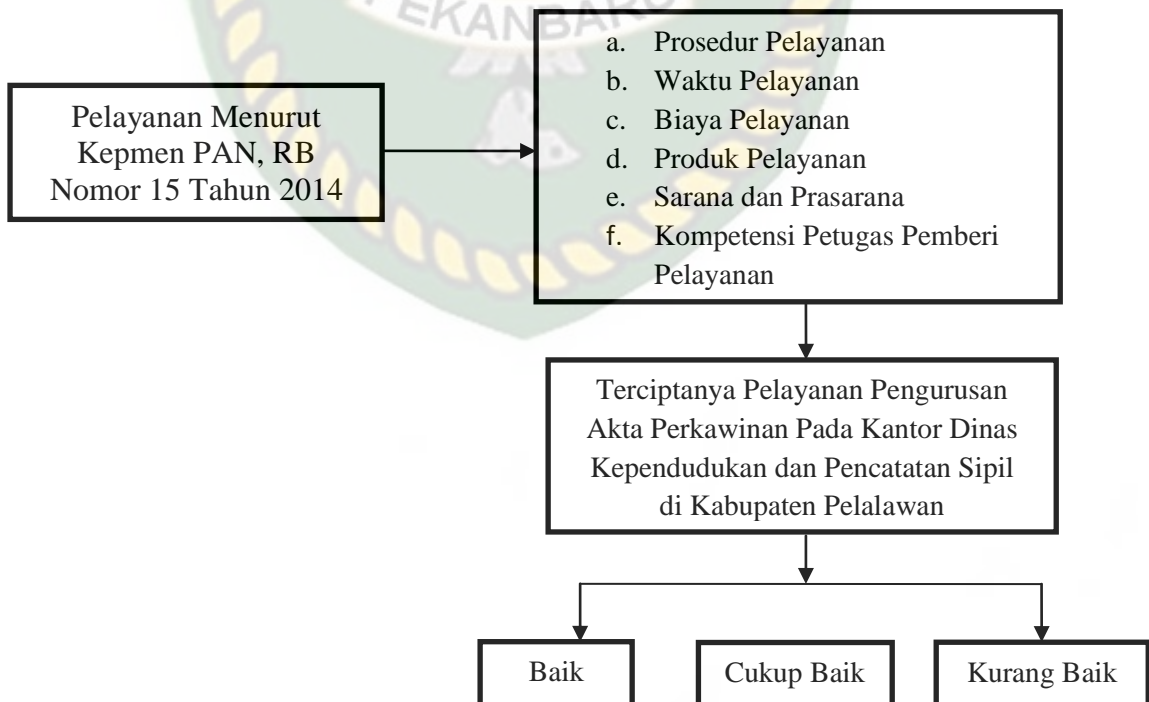 PEKANBARU
a. Prosedur Pelayanan
b. Waktu Pelayanan
c. Biaya Pelayanan
d. Produk Pelayanan
e. Sarana dan Prasarana
f. Kompetensi Petugas Pemberi
Pelayanan
Pelayanan Menurut
Kepmen PAN, RB
Nomor 15 Tahun 2014
Terciptanya Pelayanan Pengurusan
Akta Perkawinan Pada Kantor Dinas
Kependudukan dan Pencatatan Sipil
di Kabupaten Pelalawan
Baik
Cukup Baik
Kurang Baik